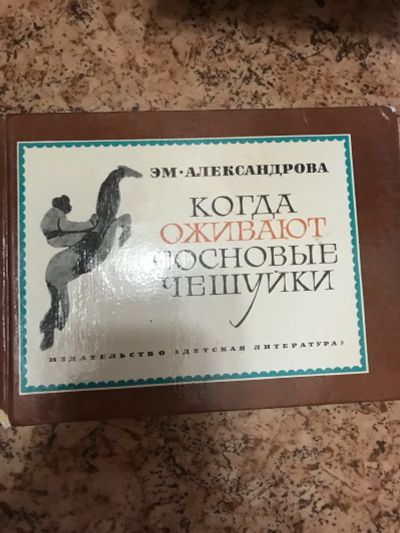 ЭМ·АЛЕКСАНДРОВА
КОГДА
ОЖИВАЮТ
СОСНОВЫЕ
ЧЕШУЙКИ
ИЗДАТЕЛЬСТВО «ДЕТСКАЯ ЛИТЕРАТУРА»